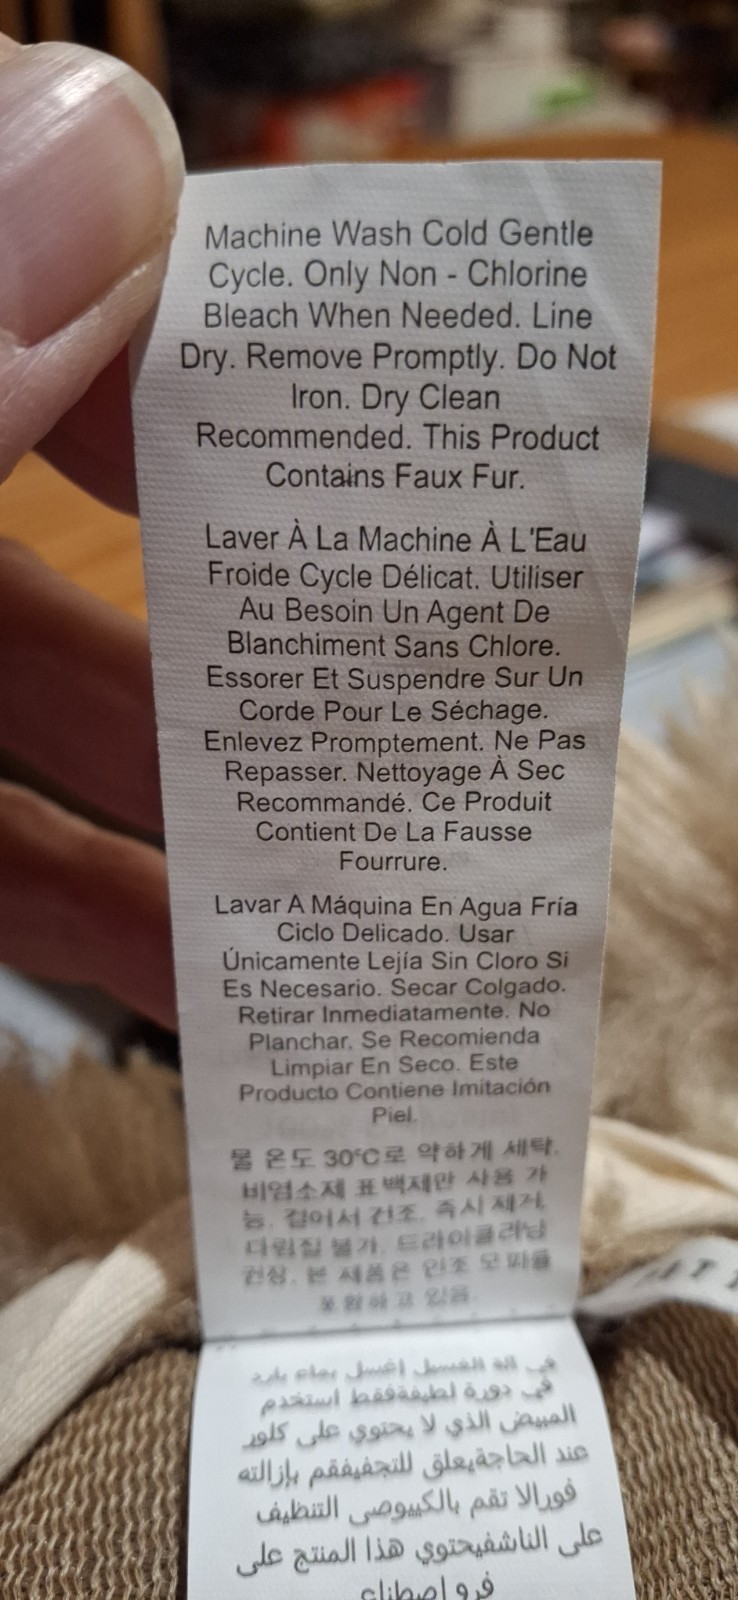 Machine Wash Cold Gentle
Cycle. Only Non - Chlorine
Bleach When Needed. Line
Dry. Remove Promptly. Do Not
Iron. Dry Clean
Recommended. This Product
Contains Faux Fur.
Laver À La Machine À L'Eau
Froide Cycle Délicat. Utiliser
Au Besoin Un Agent De
Blanchiment Sans Chlore.
Essorer Et Suspendre Sur Un
Corde Pour Le Séchage.
Enlevez Promptement. Ne Pas
Repasser. Nettoyage À Sec
Recommandé. Ce Produit
Contient De La Fausse
Fourrure.
Lavar A Máquina En Agua Fría
Ciclo Delicado. Usar
Únicamente Lejía Sin Cloro Si
Es Necesario. Secar Colgado.
Retirar Inmediatamente. No
Planchar. Se Recomienda
Limpiar En Seco. Este
Producto Contiene Imitación
Piel.
물 온도 30°C로 약하게 세탁.
비염소제 표백제만 사용 가
능. 걸어서 건조. 즉시 제거.
다림질 불가. 드라이클리닝
권장. 본 제품은 인조 모피를
포함하고 있음.
في آلة الغسيل إغسل بماء بارد
في دورة لطيفةفقط استخدم
المبيض الذي لا يحتوي على كلور
عند الحاجةيعلق للتجفيفقم بإزالته
فورالا تقم بالكيوصى التنظيف
على الناشفيحتوي هذا المنتج على
فرو